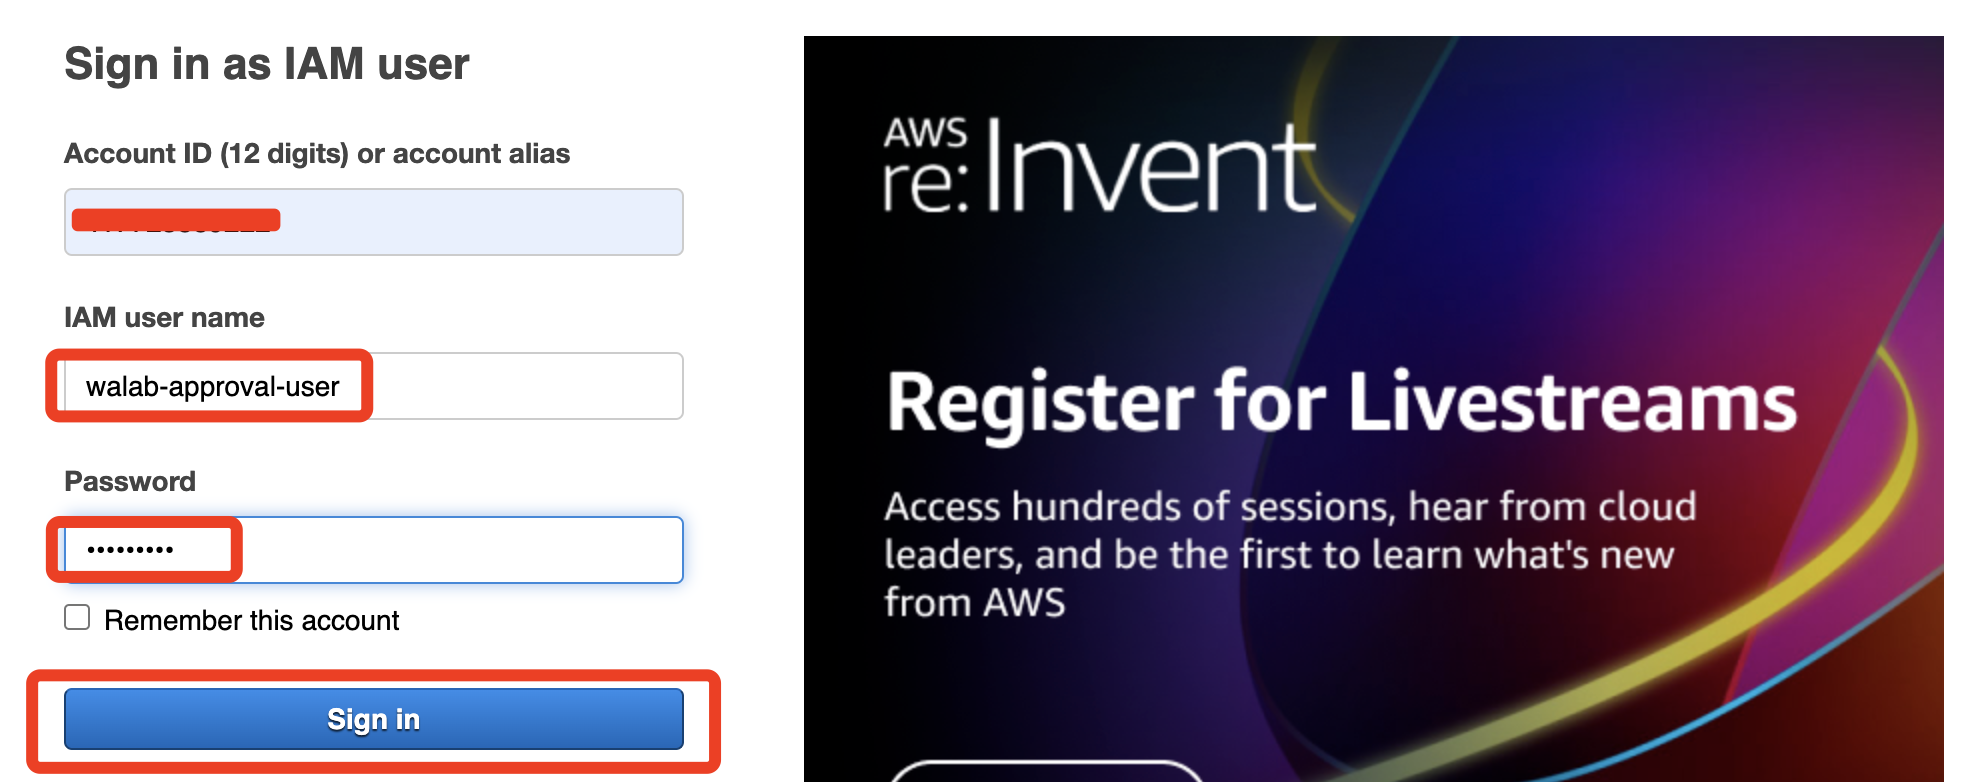 Sign in as IAM user
Account ID (12 digits) or account alias
IAM user name
walab-approval-user
Password
•••••••••
Remember this account
Sign in
AWS
re:Invent
Register for Livestreams
Access hundreds of sessions, hear from cloud
leaders, and be the first to learn what's new
from AWS